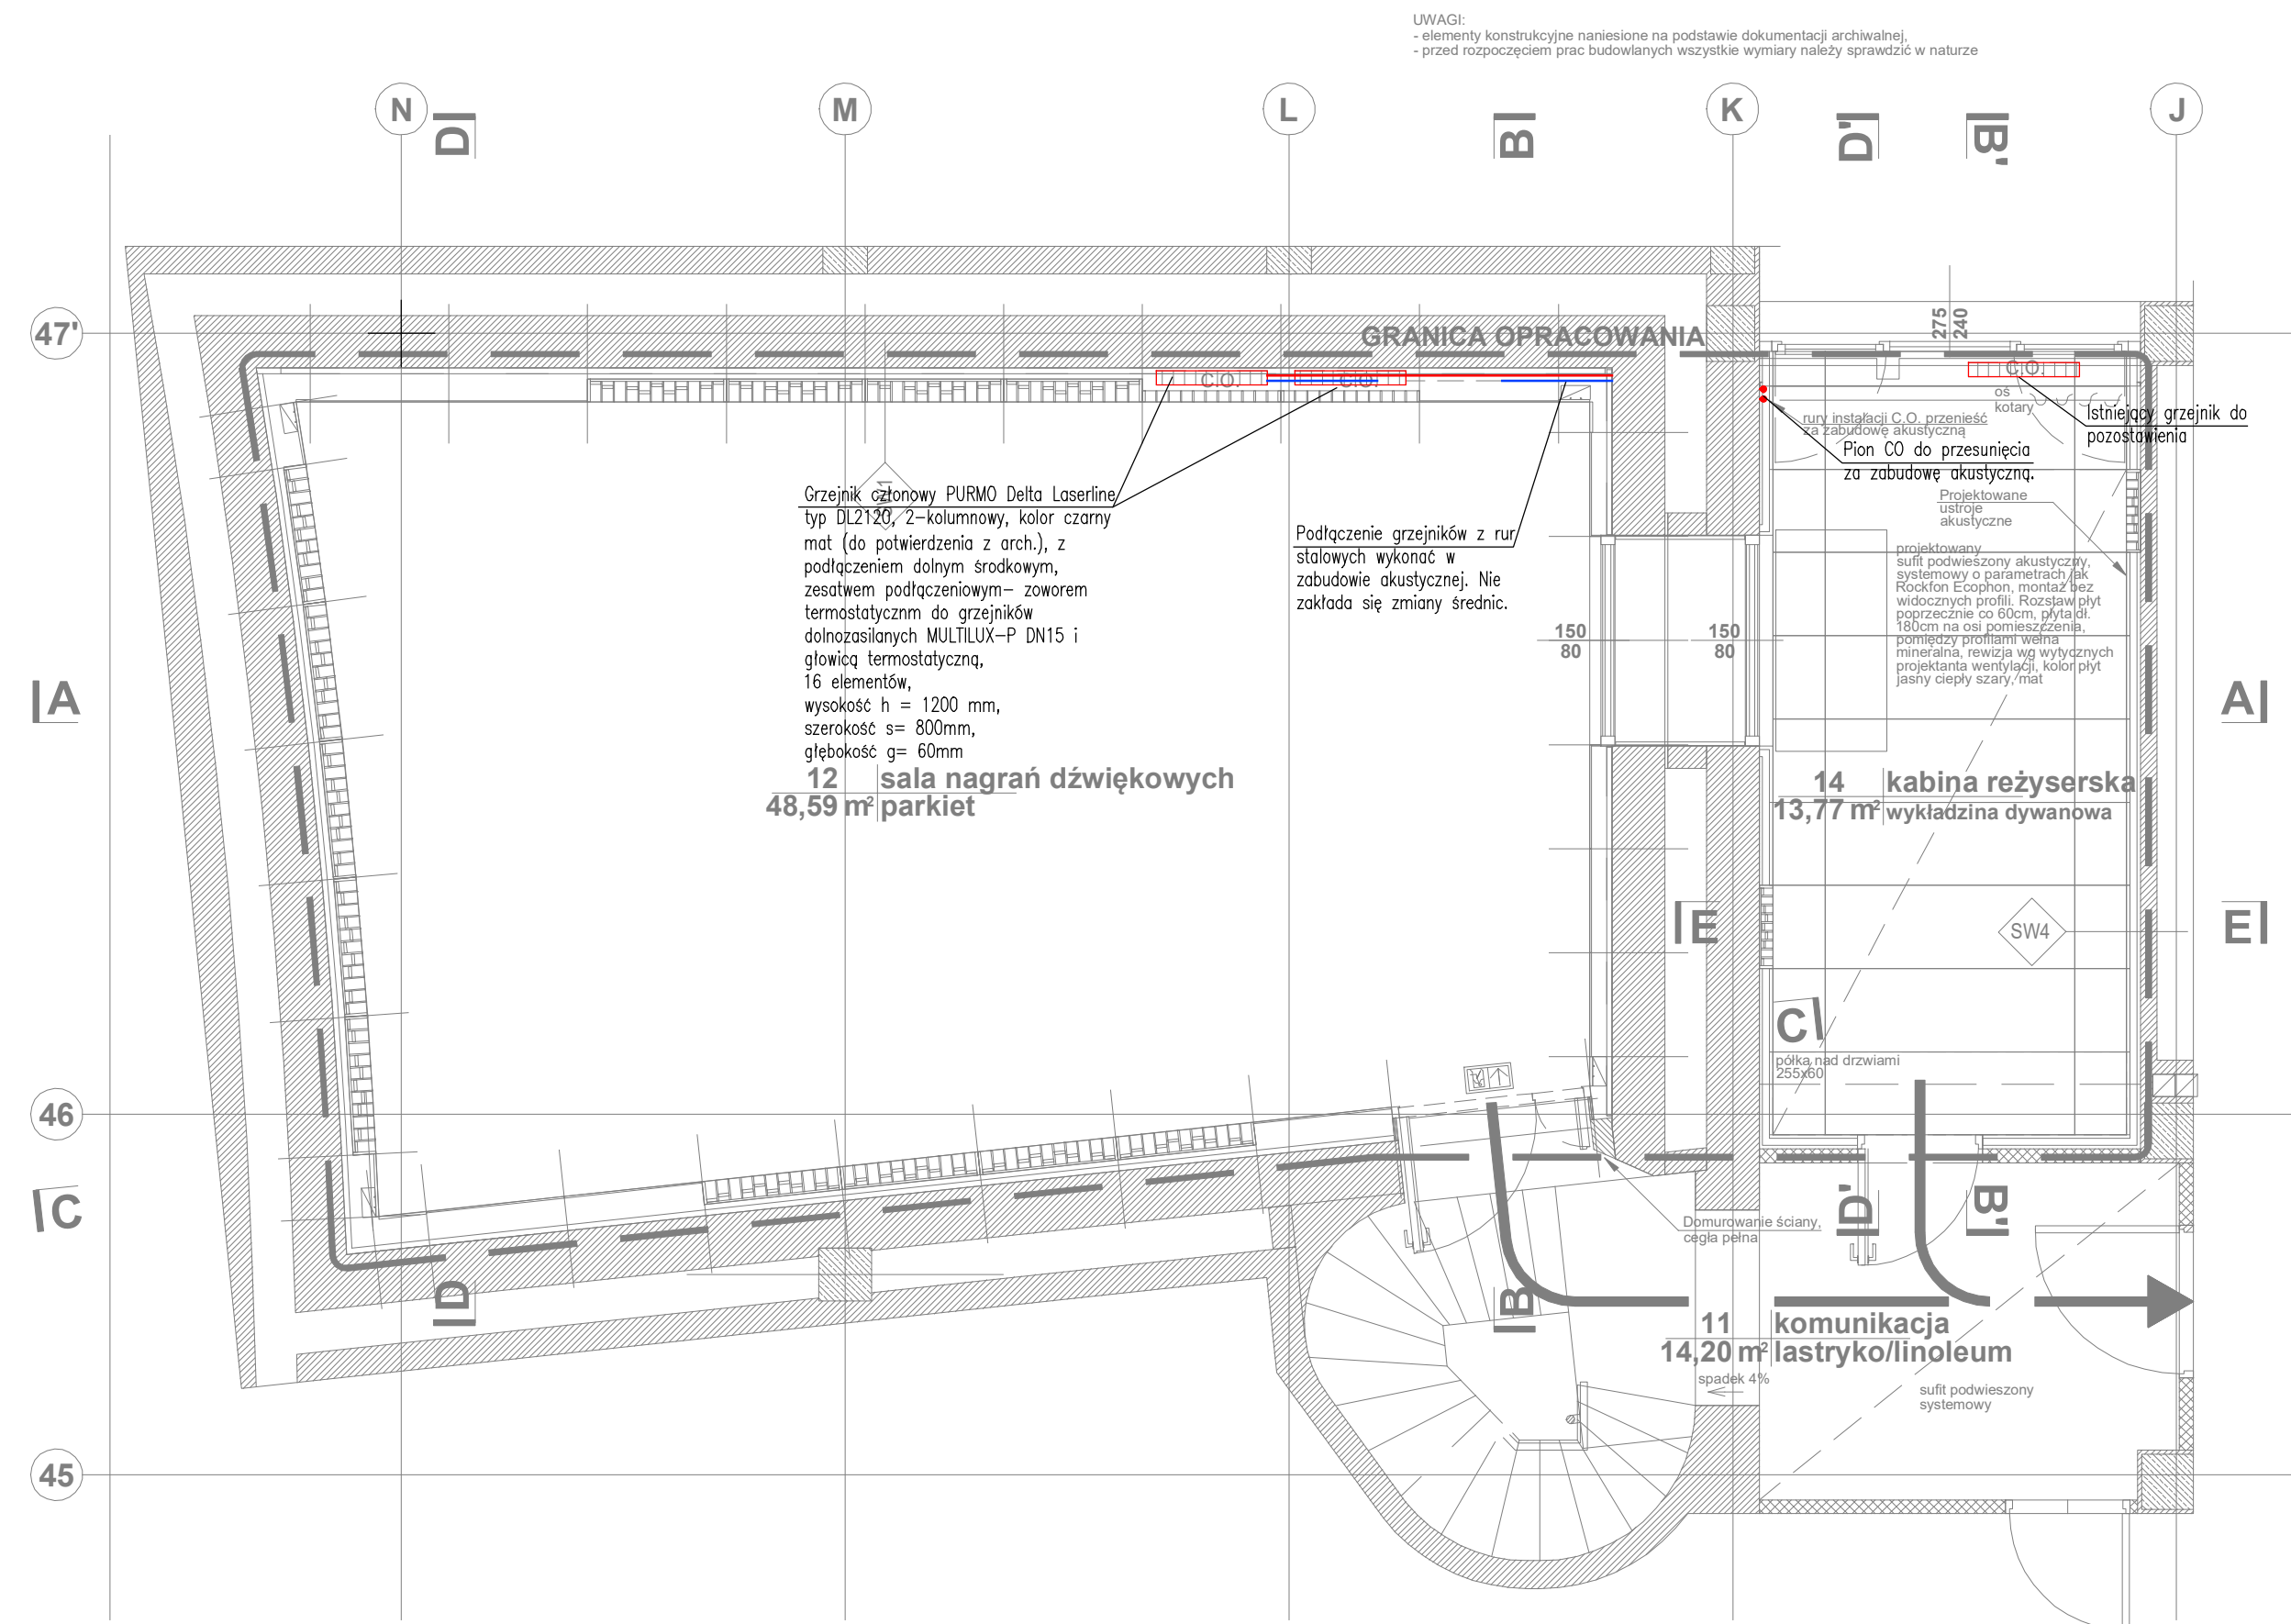 UWAGI:
- elementy konstrukcyjne naniesione na podstawie dokumentacji archiwalnej,
- przed rozpoczęciem prac budowlanych wszystkie wymiary należy sprawdzić w naturze
N
M
L
K
J
D
B
D'
B'
47'
GRANICA OPRACOWANIA
275
240
C.O.
C.O.
C.O.
oś
kotary
Istniejący grzejnik do
pozostawienia
rury instalacji C.O. przenieść
za zabudowę akustyczną
Pion CO do przesunięcia
za zabudowę akustyczną.
SW1
Grzejnik członowy PURMO Delta Laserline
typ DL2120, 2-kolumnowy, kolor czarny
mat (do potwierdzenia z arch.), z
podłączeniem dolnym środkowym,
zesatwem podłączeniowym- zoworem
termostatycznm do grzejników
dolnozasilanych MULTILUX-P DN15 i
głowicą termostatyczną,
16 elementów,
wysokość h = 1200 mm,
szerokość s= 800mm,
głębokość g= 60mm
Podłączenie grzejników z rur
stalowych wykonać w
zabudowie akustycznej. Nie
zakłada się zmiany średnic.
Projektowane
ustroje
akustyczne
projektowany
sufit podwieszony akustyczny,
systemowy o parametrach jak
Rockfon Ecophon, montaż bez
widocznych profili. Rozstaw płyt
poprzecznie co 60cm, płyta dł.
180cm na osi pomieszczenia,
pomiędzy profilami wełna
mineralna, rewizja wg wytycznych
projektanta wentylacji, kolor płyt
jasny ciepły szary, mat
150
80
150
80
A
A
12 sala nagrań dźwiękowych
48,59 m² parkiet
14 kabina reżyserska
13,77 m² wykładzina dywanowa
E
SW4
E
C
półka nad drzwiami
255x60
46
C
D
B
D'
B'
Domurowanie ściany,
cegła pełna
11 komunikacja
14,20 m² lastryko/linoleum
spadek 4%
sufit podwieszony
systemowy
45